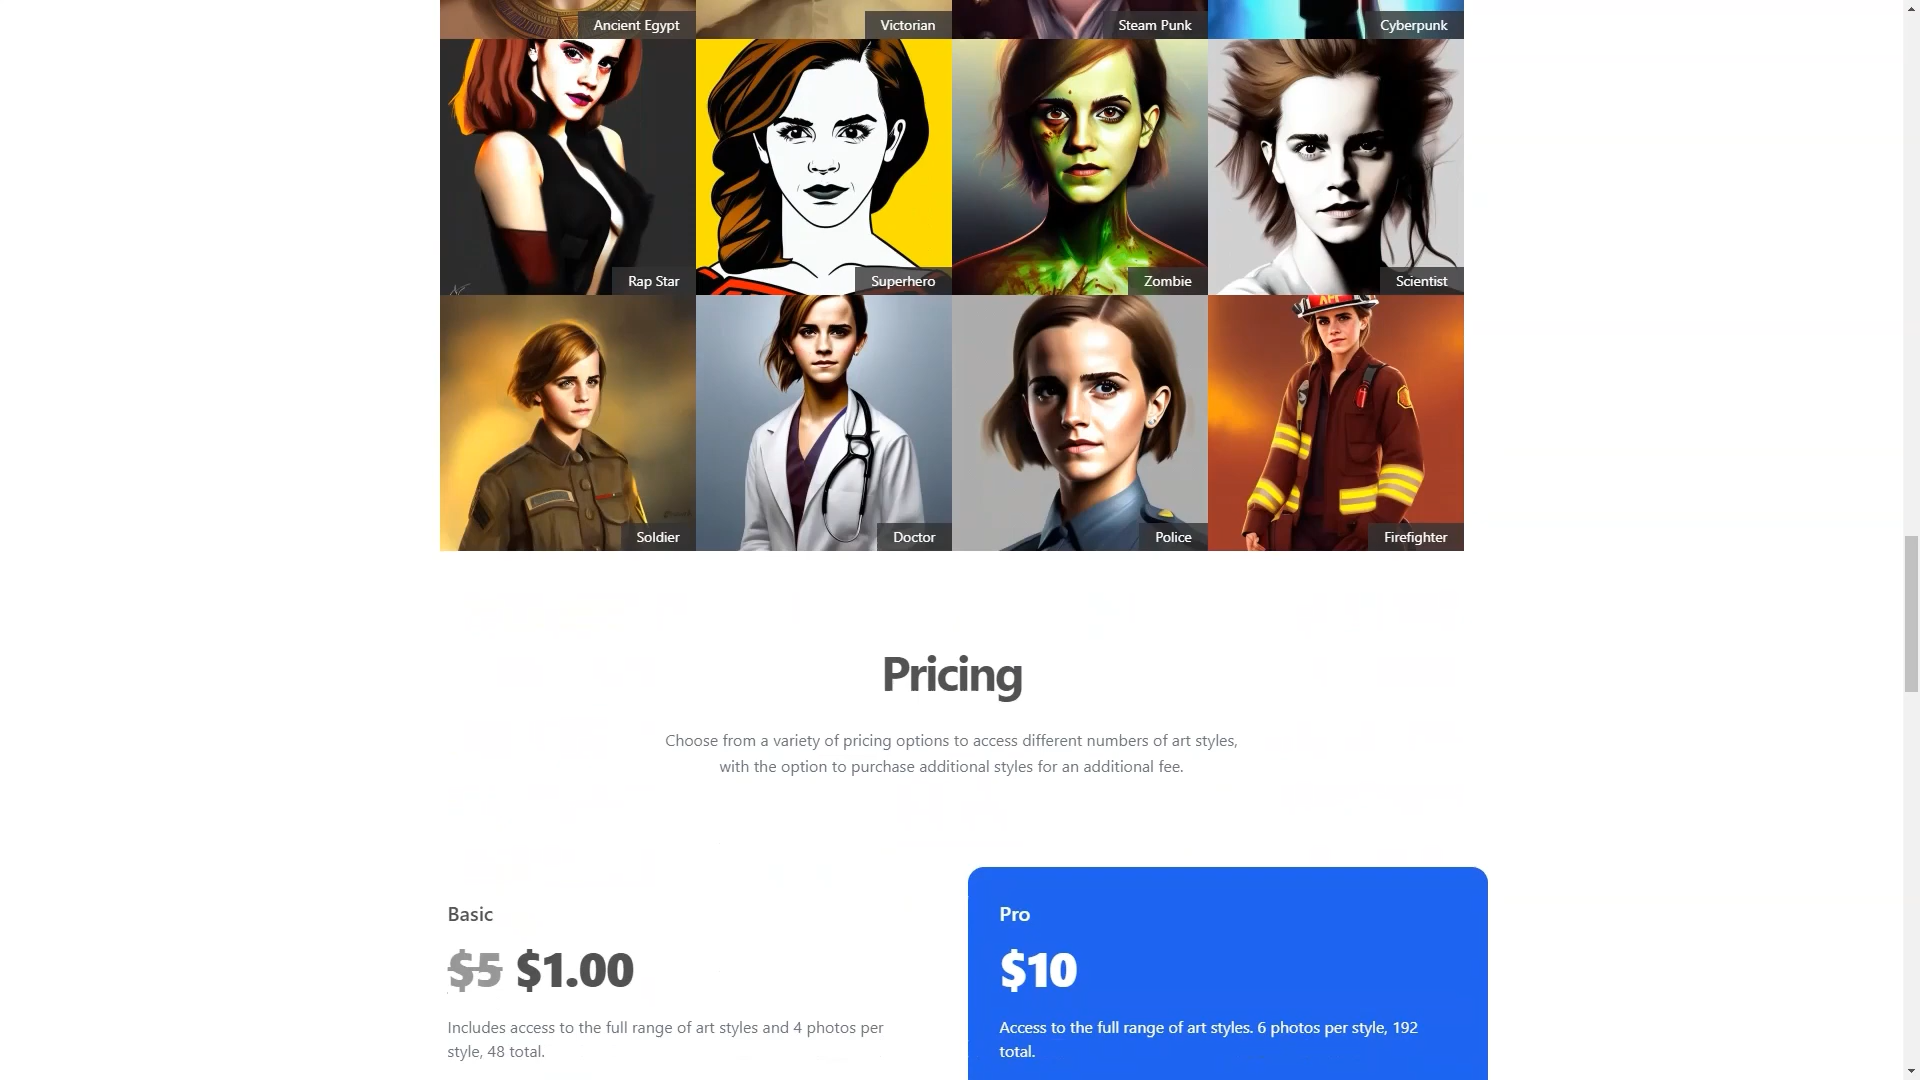 Ancient Egypt
Victorian
Steam Punk
Cyberpunk
Rap Star
Superhero
Zombie
Scientist
Soldier
Doctor
Police
Firefighter
Pricing
Choose from a variety of pricing options to access different numbers of art styles,
with the option to purchase additional styles for an additional fee.
Basic
$5 $1.00
Includes access to the full range of art styles and 4 photos per
style, 48 total.
Pro
$10
Access to the full range of art styles. 6 photos per style, 192
total.